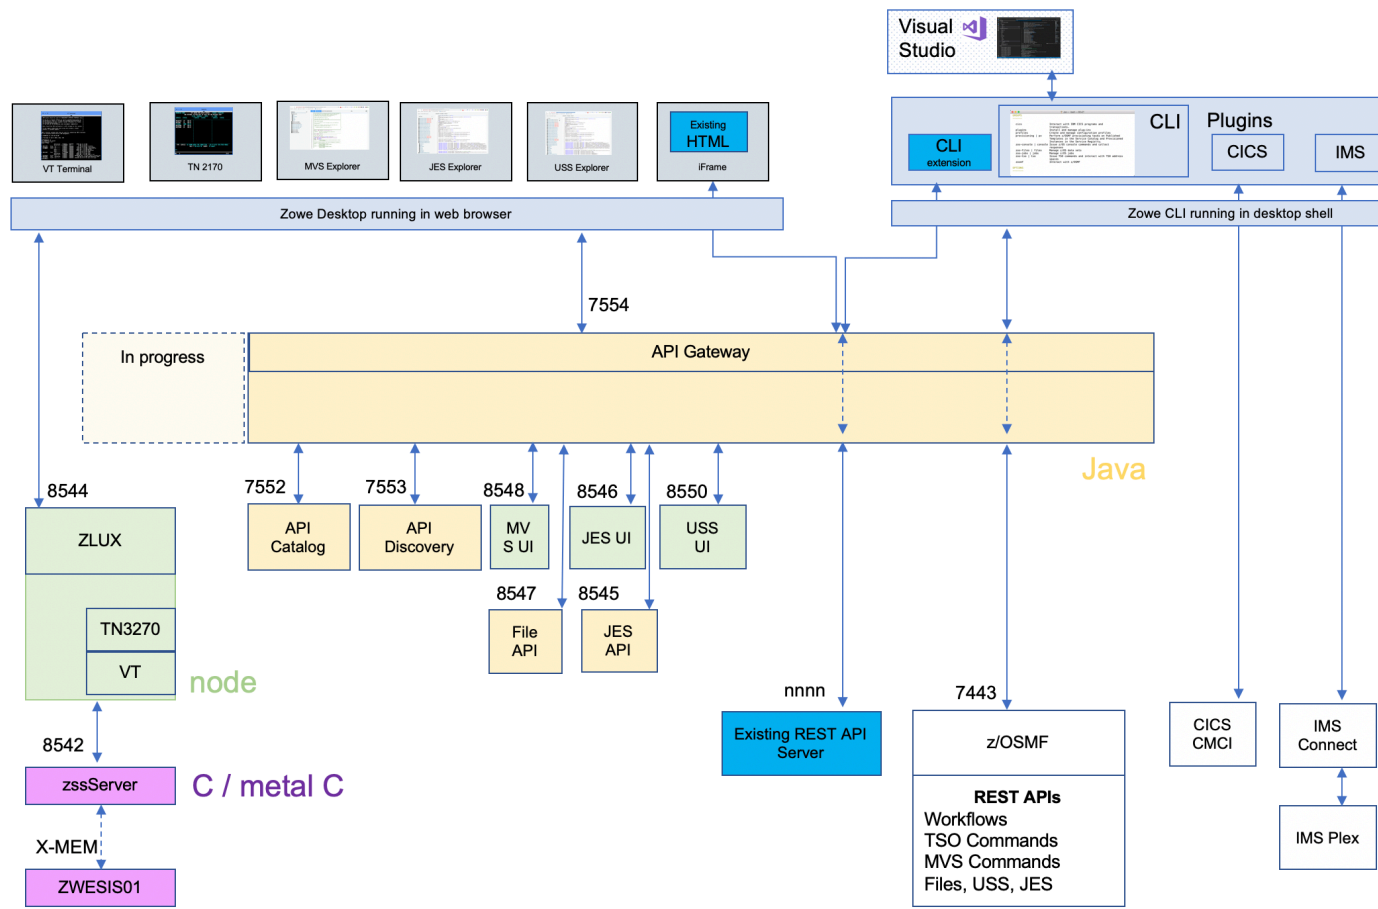 Visual
Studio
VT Terminal
TN 2170
MVS Explorer
JES Explorer
USS Explorer
Existing
HTML
iFrame
CLI
extension
CLI
Plugins
CICS
IMS
Zowe Desktop running in web browser
Zowe CLI running in desktop shell
7554
In progress
API Gateway
Java
8544
7552
7553
8548
8546
8550
ZLUX
API
Catalog
API
Discovery
MV
S UI
JES UI
USS
UI
8547
8545
TN3270
File
API
JES
API
VT
node
nnnn
7443
8542
Existing REST API
Server
z/OSMF
CICS
CMCI
IMS
Connect
zssServer
C / metal C
REST APIs
Workflows
TSO Commands
MVS Commands
Files, USS, JES
X-MEM
IMS Plex
ZWESIS01